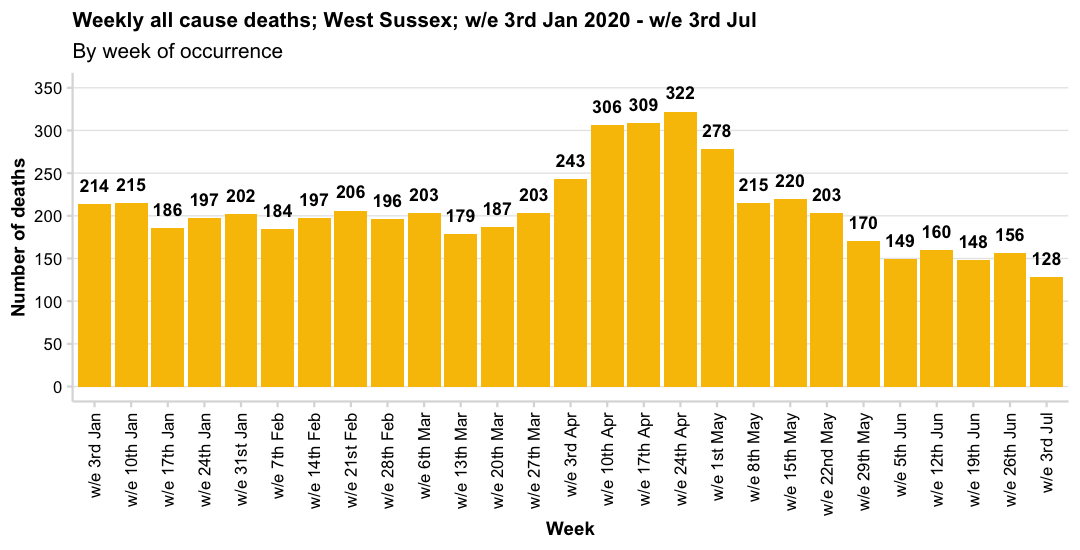 Weekly all cause deaths; West Sussex; w/e 3rd Jan 2020 - w/e 3rd Jul
By week of occurrence
Number of deaths
350
300
250
200
150
100
50
0
214
215
186
197
202
184
197
206
196
203
179
187
203
243
306
309
322
278
215
220
203
170
149
160
148
156
128
w/e 3rd Jan
w/e 10th Jan
w/e 17th Jan
w/e 24th Jan
w/e 31st Jan
w/e 7th Feb
w/e 14th Feb
w/e 21st Feb
w/e 28th Feb
w/e 6th Mar
w/e 13th Mar
w/e 20th Mar
w/e 27th Mar
w/e 3rd Apr
w/e 10th Apr
w/e 17th Apr
w/e 24th Apr
w/e 1st May
w/e 8th May
w/e 15th May
w/e 22nd May
w/e 29th May
w/e 5th Jun
w/e 12th Jun
w/e 19th Jun
w/e 26th Jun
w/e 3rd Jul
Week